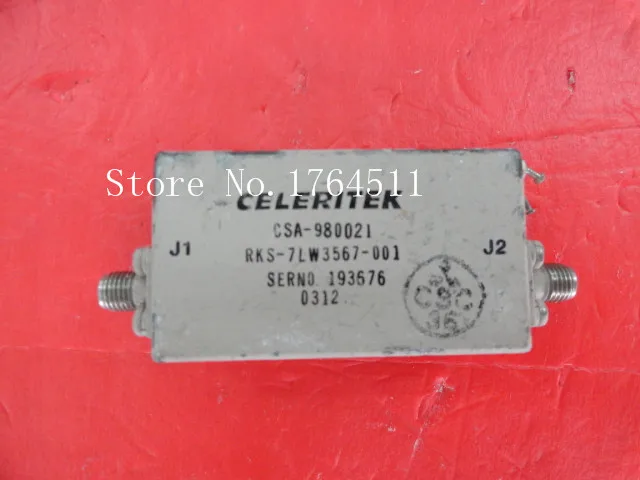 Store No. 1764511
CELERITEK
CSA-980021
J1
J2
RKS-7LW3567-001
SERNO. 193676
0312